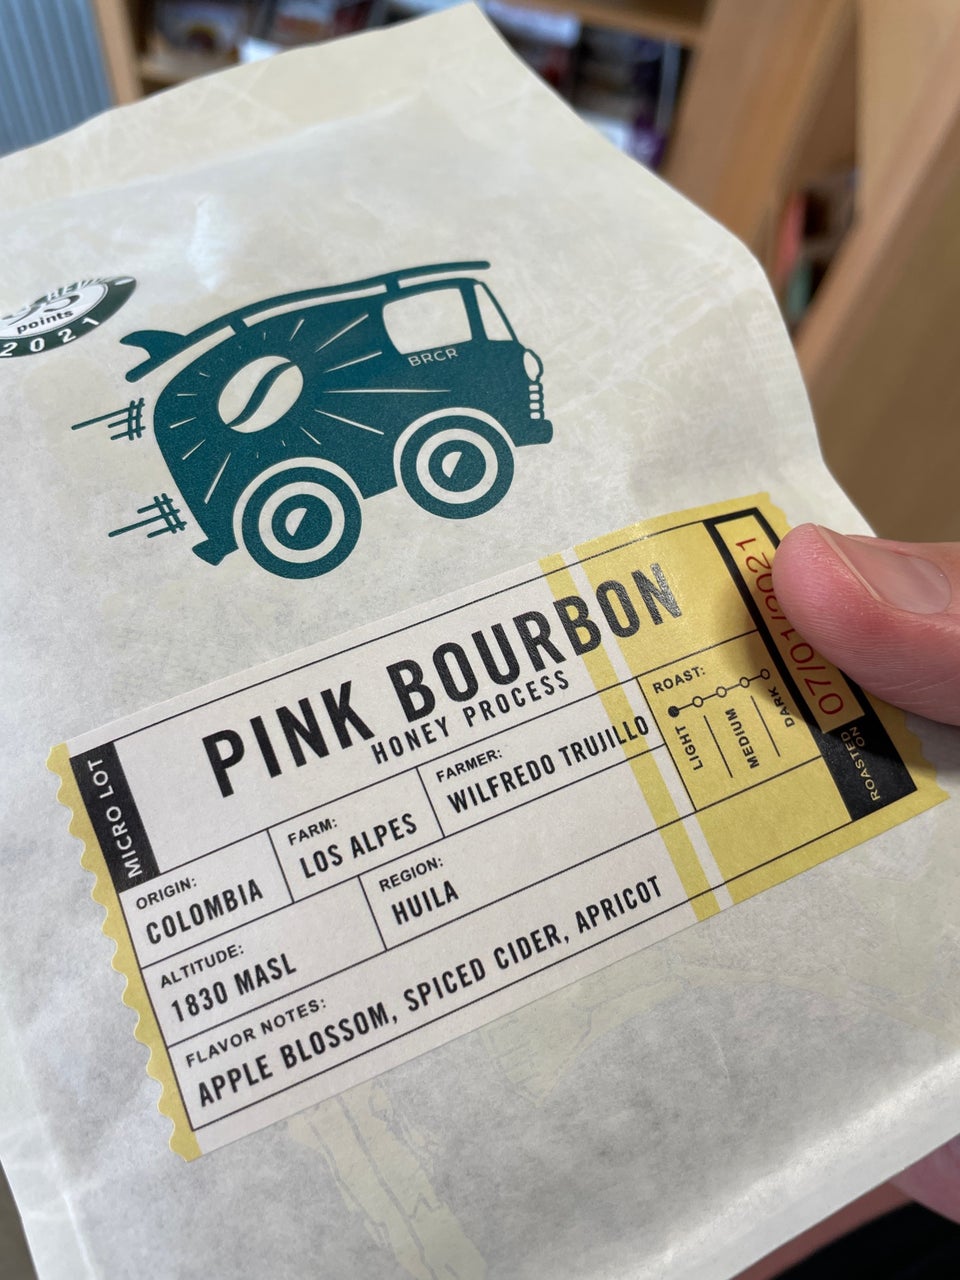 points
2021
BRCR
PINK BOURBON
HONEY PROCESS
MICRO LOT
ORIGIN:
COLOMBIA
FARM:
LOS ALPES
FARMER:
WILFREDO TRUJILLO
ALTITUDE:
1830 MASL
REGION:
HUILA
FLAVOR NOTES:
APPLE BLOSSOM, SPICED CIDER, APRICOT
ROAST:
LIGHT
MEDIUM
DARK
ROASTED ON
07/01/2021